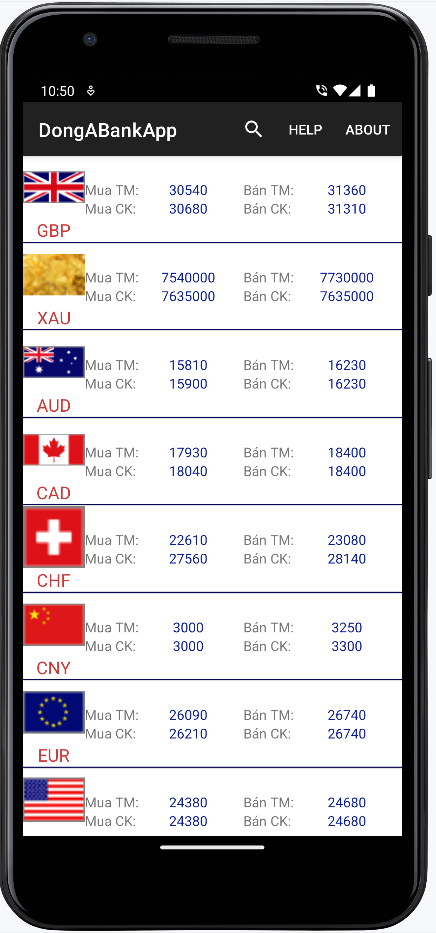 10:50
DongABankApp HELP ABOUT
Mua TM: 30540 Bán TM: 31360
Mua CK: 30680 Bán CK: 31310
GBP
Mua TM: 7540000 Bán TM: 7730000
Mua CK: 7635000 Bán CK: 7635000
XAU
Mua TM: 15810 Bán TM: 16230
Mua CK: 15900 Bán CK: 16230
AUD
Mua TM: 17930 Bán TM: 18400
Mua CK: 18040 Bán CK: 18400
CAD
Mua TM: 22610 Bán TM: 23080
Mua CK: 27560 Bán CK: 28140
CHF
Mua TM: 3000 Bán TM: 3250
Mua CK: 3000 Bán CK: 3300
CNY
Mua TM: 26090 Bán TM: 26740
Mua CK: 26210 Bán CK: 26740
EUR
Mua TM: 24380 Bán TM: 24680
Mua CK: 24380 Bán CK: 24680